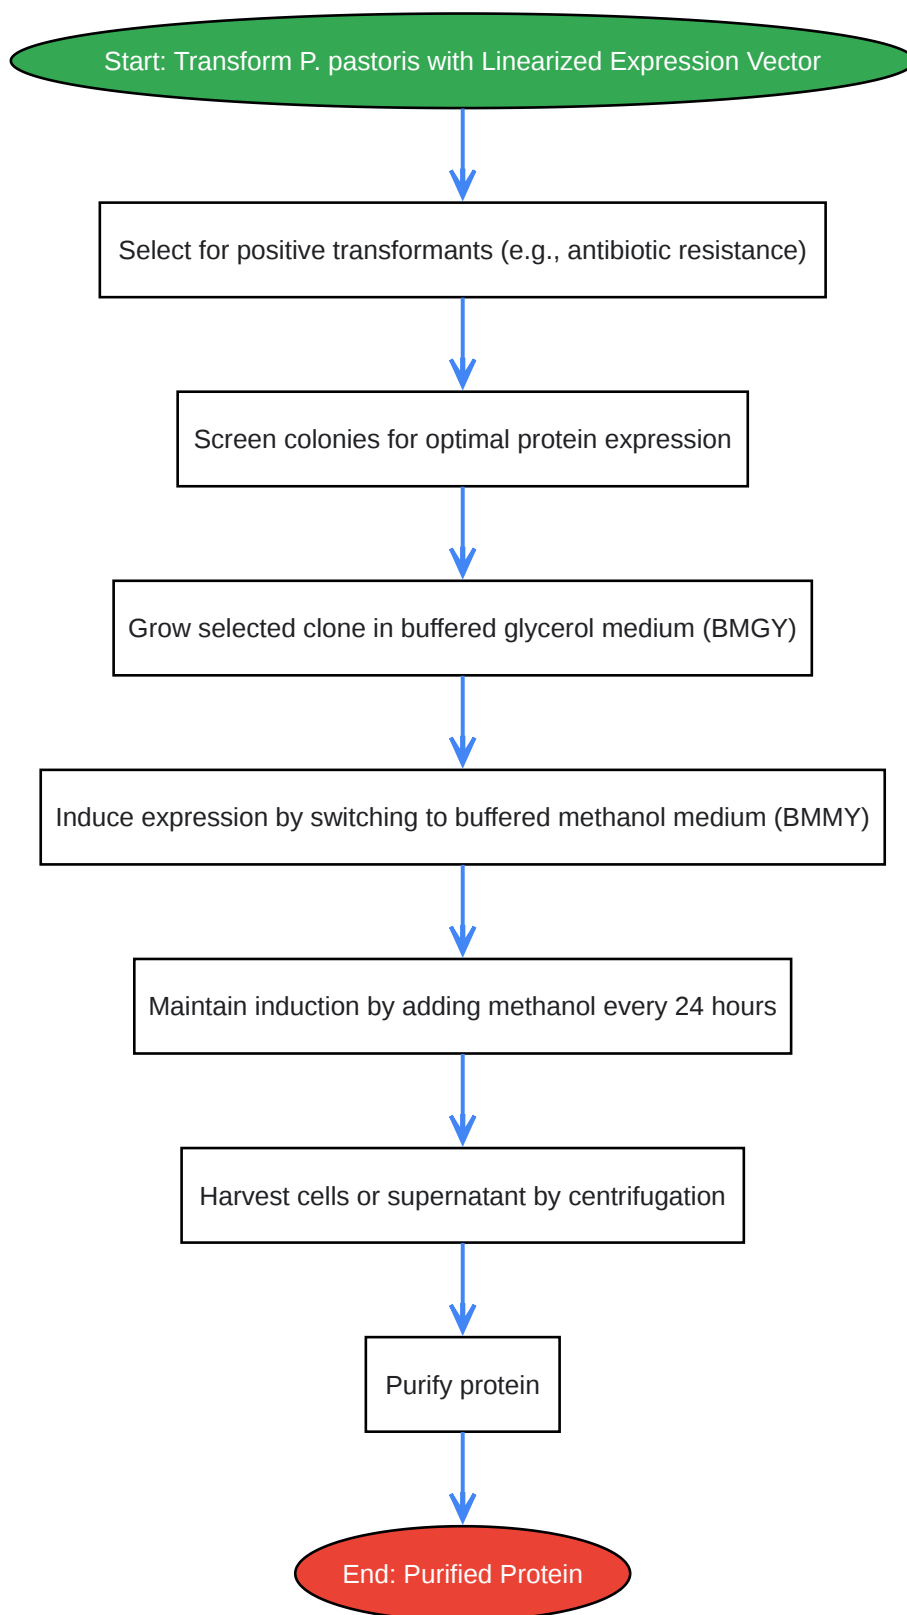 Start: Transform P. pastoris with Linearized Expression Vector
Select for positive transformants (e.g., antibiotic resistance)
Screen colonies for optimal protein expression
Grow selected clone in buffered glycerol medium (BMGY)
Induce expression by switching to buffered methanol medium (BMMY)
Maintain induction by adding methanol every 24 hours
Harvest cells or supernatant by centrifugation
Purify protein
End: Purified Protein